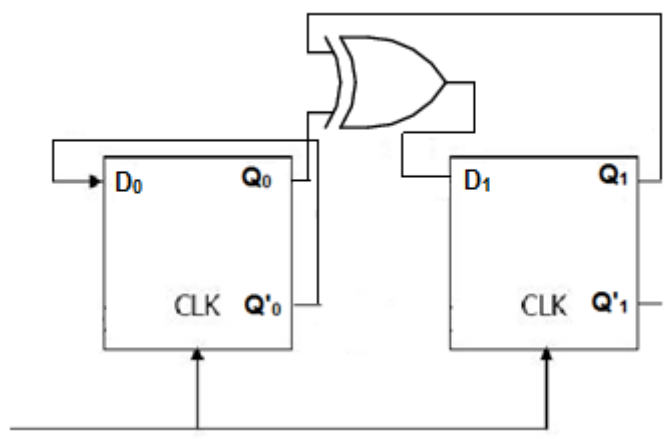 D₀ Q₀ D₁ Q₁
CLK Q'₀ CLK Q'₁